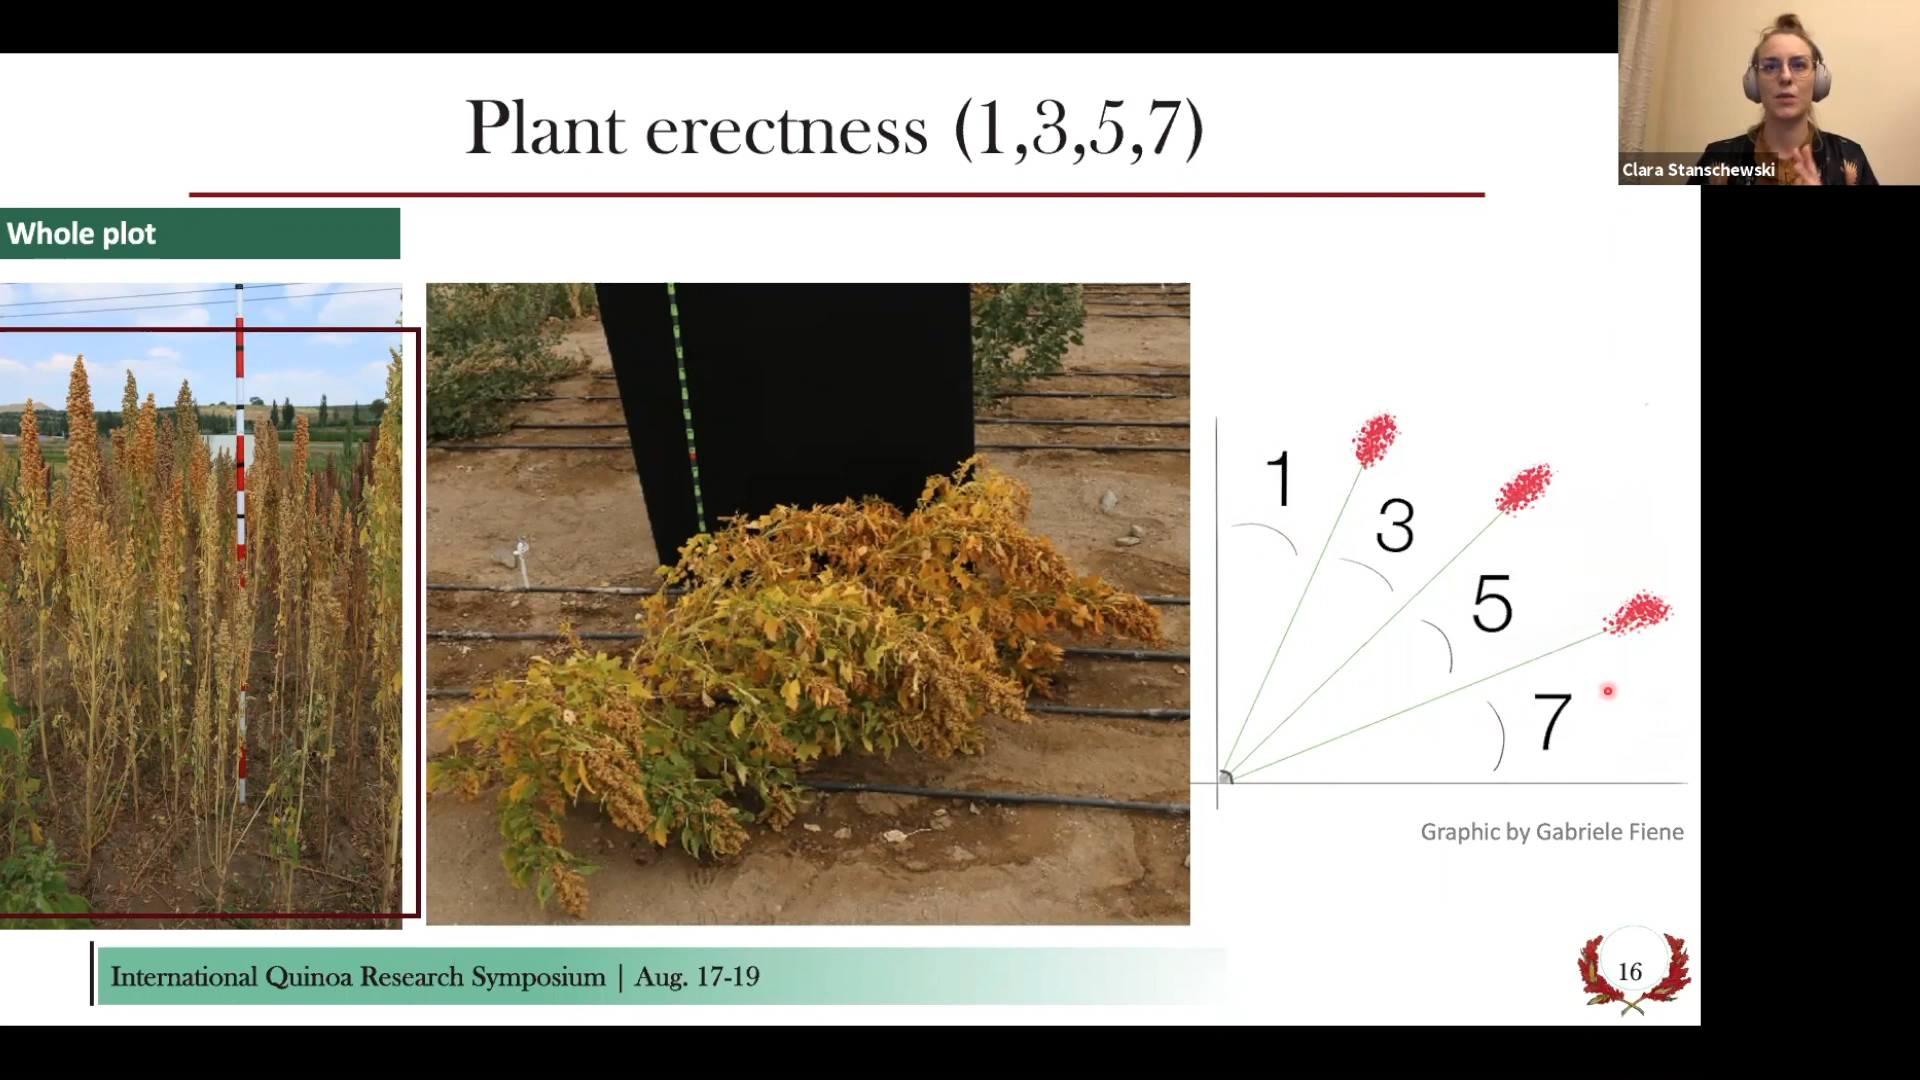 Plant erectness (1,3,5,7)
Clara Stanschewski
Whole plot
1
3
5
7
Graphic by Gabriele Fiene
International Quinoa Research Symposium | Aug. 17-19
16